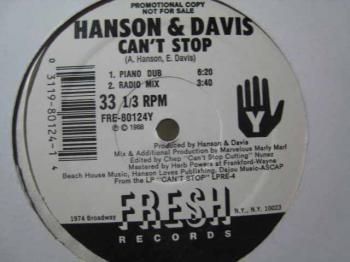 PROMOTIONAL COPY
NOT FOR SALE
HANSON & DAVIS
CAN'T STOP
(A. Hanson, E. Davis)
1. PIANO DUB 6:20
2. RADIO MIX 3:40
33 1/3 RPM
FRE-80124Y
℗ © 1988
0 3119-80124-1 4
Y
Produced by Hanson & Davis
Mix & Additional Production by Marvelous Marly Marl
Edited by Chep "Can't Stop Cutting" Nunez
Mastered by Herb Powers at Frankford-Wayne
Beach House Music, Hanson Loves Publishing, Dajou Music-ASCAP
From the LP "CAN'T STOP" LPRE-4
1974 Broadway
FRESH
N.Y., N.Y. 10023
RECORDS